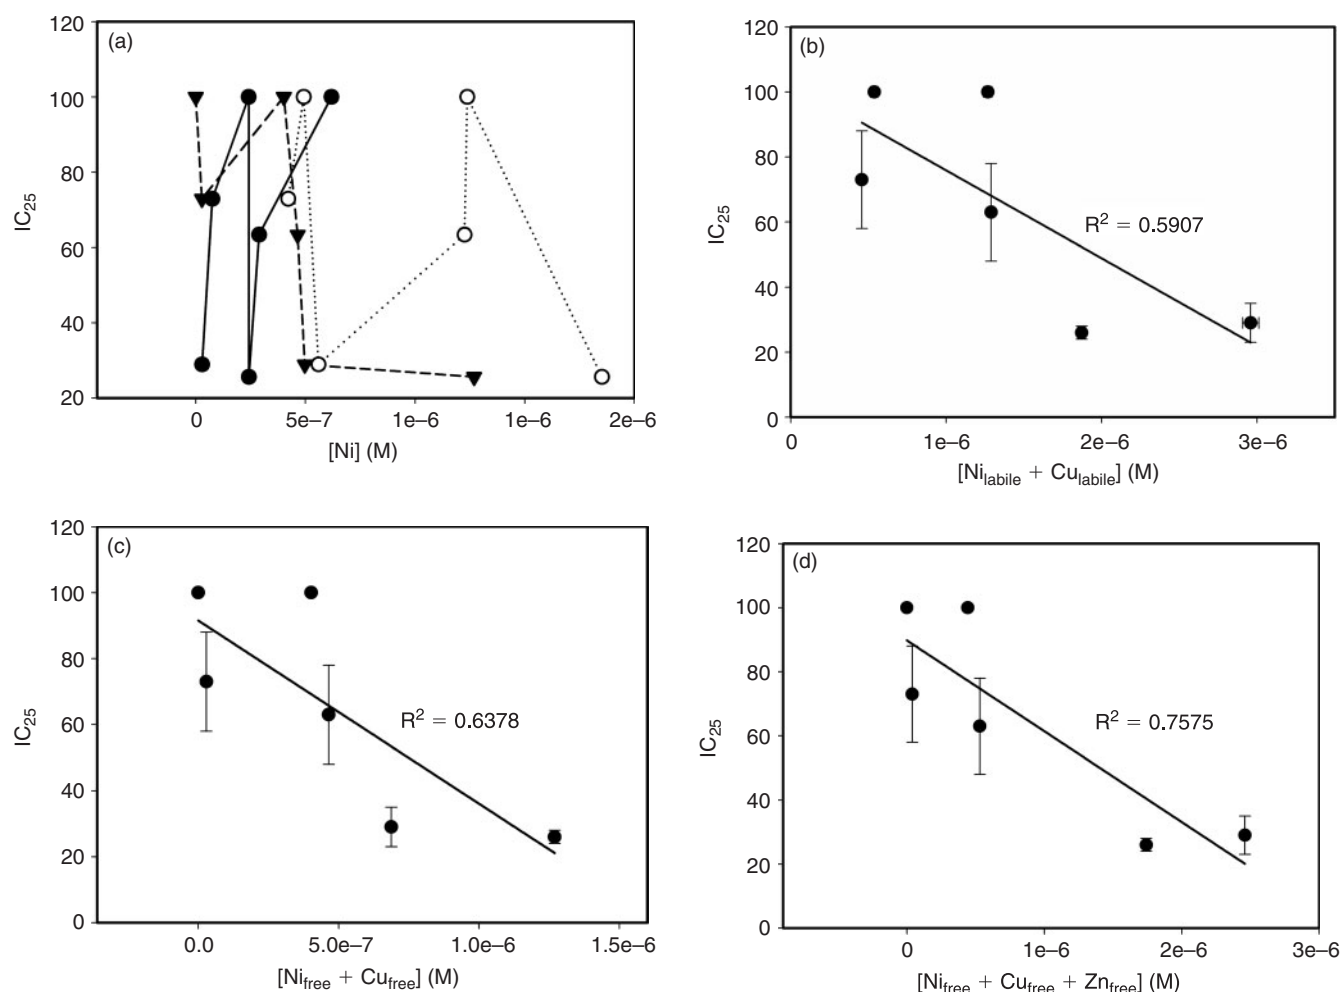 (a)
120
100
80
60
40
20
IC25
0
5e–7
1e–6
1e–6
2e–6
[Ni] (M)
(b)
120
100
80
60
40
20
0
IC25
R2 = 0.5907
0
1e–6
2e–6
3e–6
[Nilabile + Culabile] (M)
(c)
120
100
80
60
40
20
0
IC25
R2 = 0.6378
0.0
5.0e–7
1.0e–6
1.5e–6
[Nifree + Cufree] (M)
(d)
120
100
80
60
40
20
0
IC25
R2 = 0.7575
0
1e–6
2e–6
3e–6
[Nifree + Cufree + Znfree] (M)